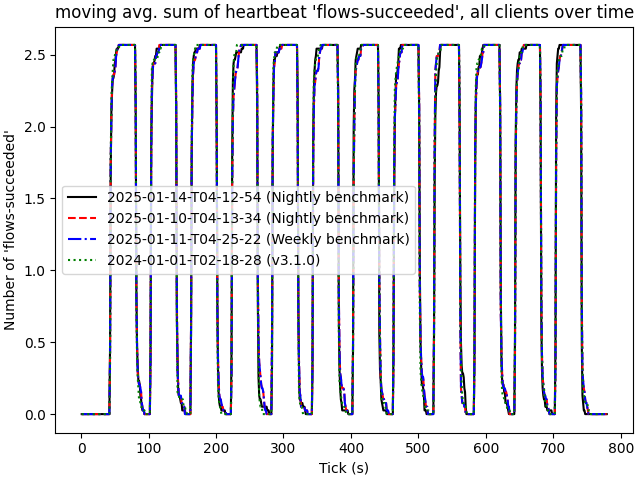 moving avg. sum of heartbeat 'flows-succeeded', all clients over time
Number of 'flows-succeeded'
2.5
2.0
1.5
1.0
0.5
0.0
2025-01-14-T04-12-54 (Nightly benchmark)
2025-01-10-T04-13-34 (Nightly benchmark)
2025-01-11-T04-25-22 (Weekly benchmark)
2024-01-01-T02-18-28 (v3.1.0)
0 100 200 300 400 500 600 700 800
Tick (s)